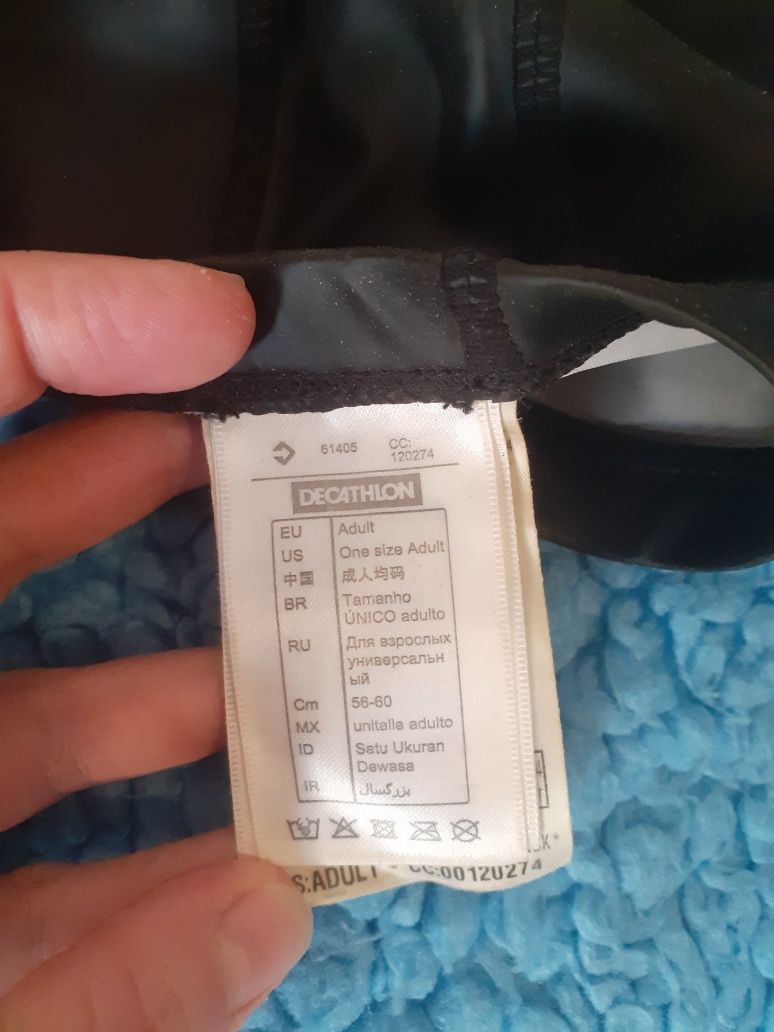 61405 CC:
120274
DECATHLON
EU Adult
US One size Adult
中国 成人均码
BR Tamanho
ÚNICO adulto
RU Для взрослых
универсальн
ый
Cm 56-60
MX unitalla adulto
ID Satu Ukuran
Dewasa
IR بزرگسال
S:ADULT - CC:00120274